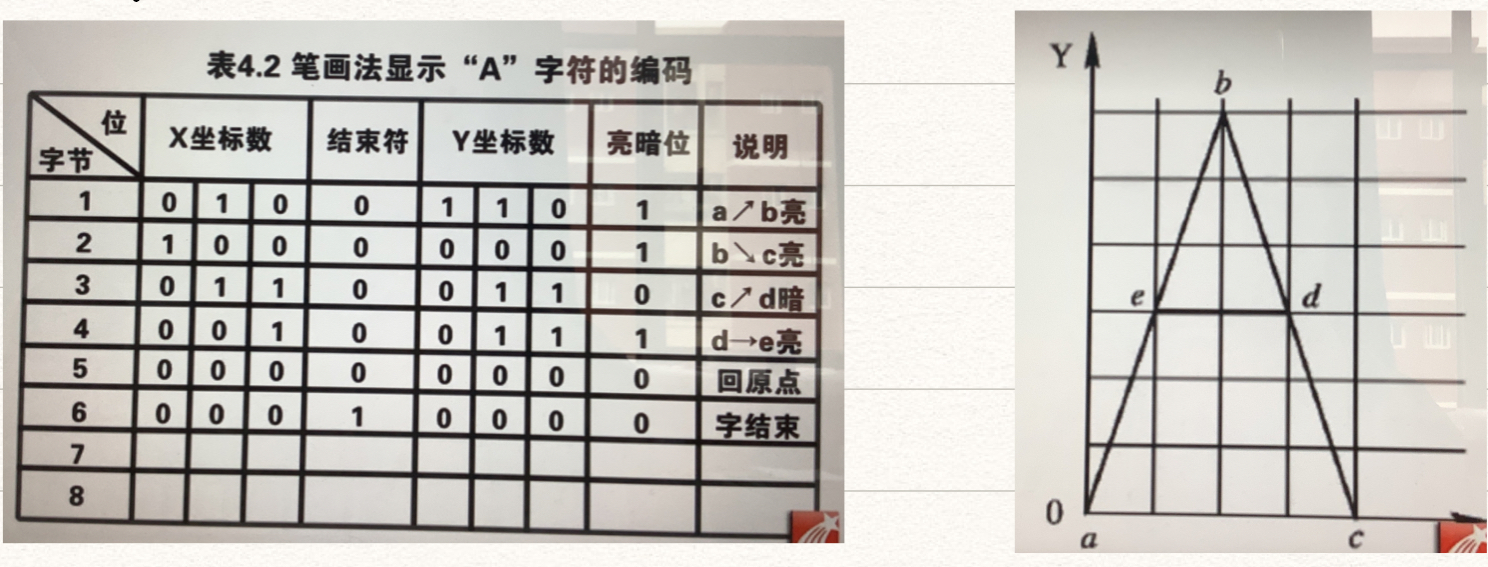 表4.2 笔画法显示“A”字符的编码
位 字节 X坐标数 结束符 Y坐标数 亮暗位 说明
1 0 1 0 0 1 1 0 1 a↗b亮
2 1 0 0 0 0 0 0 1 b↘c亮
3 0 1 1 0 0 1 1 0 c↗d暗
4 0 0 1 0 0 1 1 1 d→e亮
5 0 0 0 0 0 0 0 0 回原点
6 0 0 0 1 0 0 0 0 字结束
7
8
Y
b
e d
0
a c